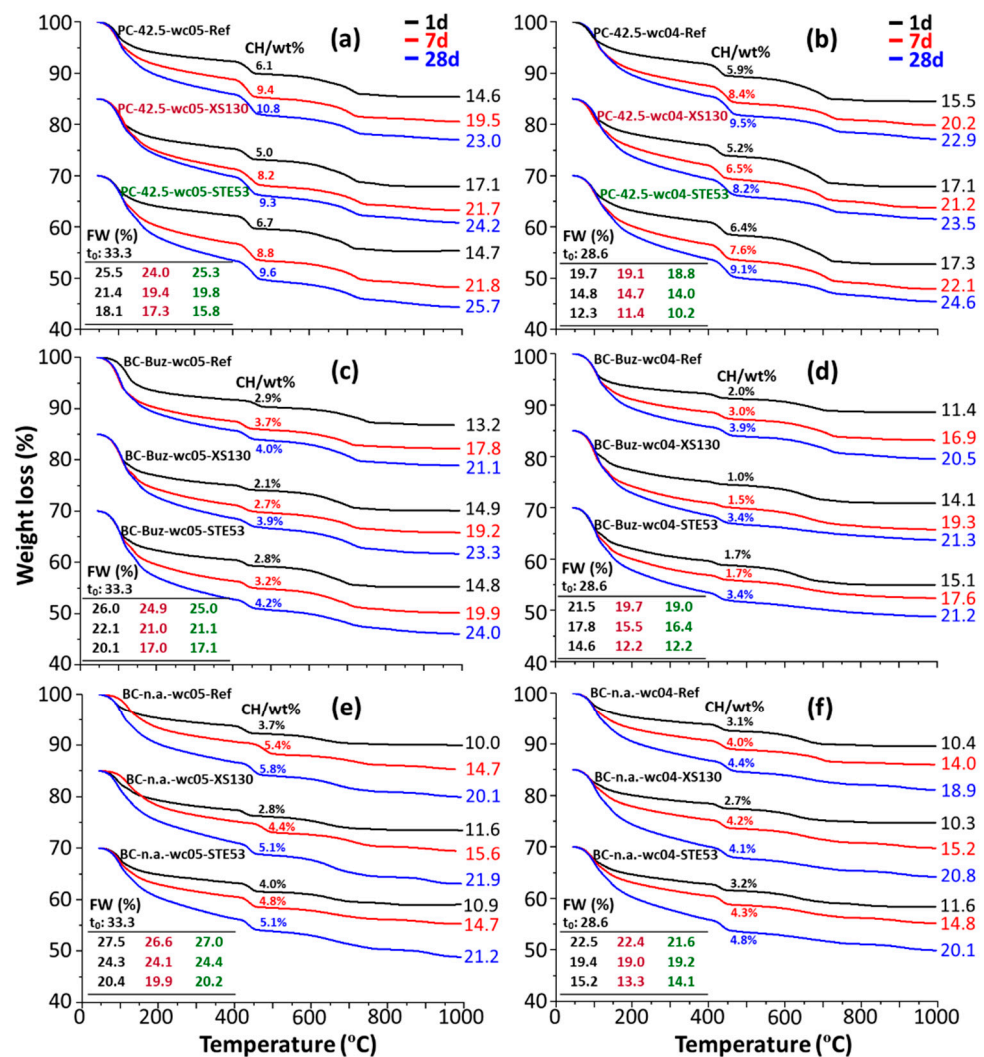 Weight loss (%)
(a)
1d
7d
28d
100
90
80
70
60
50
40
PC-42.5-wc05-Ref
CH/wt%
6.1
9.4
10.8
14.6
19.5
23.0
PC-42.5-wc05-XS130
5.0
8.2
9.3
17.1
21.7
24.2
PC-42.5-wc05-STE53
6.7
8.8
9.6
14.7
21.8
25.7
FW (%)
t₀: 33.3
25.5 24.0 25.3
21.4 19.4 19.8
18.1 17.3 15.8
(b)
1d
7d
28d
PC-42.5-wc04-Ref
CH/wt%
5.9%
8.4%
9.5%
15.5
20.2
22.9
PC-42.5-wc04-XS130
5.2%
6.5%
8.2%
17.1
21.2
23.5
PC-42.5-wc04-STE53
6.4%
7.6%
9.1%
17.3
22.1
24.6
FW (%)
t₀: 28.6
19.7 19.1 18.8
14.8 14.7 14.0
12.3 11.4 10.2
(c)
100
90
80
70
60
50
40
BC-Buz-wc05-Ref
CH/wt%
2.9%
3.7%
4.0%
13.2
17.8
21.1
BC-Buz-wc05-XS130
2.1%
2.7%
3.9%
14.9
19.2
23.3
BC-Buz-wc05-STE53
2.8%
3.2%
4.2%
14.8
19.9
24.0
FW (%)
t₀: 33.3
26.0 24.9 25.0
22.1 21.0 21.1
20.1 17.0 17.1
(d)
BC-Buz-wc04-Ref
CH/wt%
2.0%
3.0%
3.9%
11.4
16.9
20.5
BC-Buz-wc04-XS130
1.0%
1.5%
3.4%
14.1
19.3
21.3
BC-Buz-wc04-STE53
1.7%
1.7%
3.4%
15.1
17.6
21.2
FW (%)
t₀: 28.6
21.5 19.7 19.0
17.8 15.5 16.4
14.6 12.2 12.2
(e)
100
90
80
70
60
50
40
BC-n.a.-wc05-Ref
CH/wt%
3.7%
5.4%
5.8%
10.0
14.7
20.1
BC-n.a.-wc05-XS130
2.8%
4.4%
5.1%
11.6
15.6
21.9
BC-n.a.-wc05-STE53
4.0%
4.8%
5.1%
10.9
14.7
21.2
FW (%)
t₀: 33.3
27.5 26.6 27.0
24.3 24.1 24.4
20.4 19.9 20.2
0 200 400 600 800 1000
Temperature (°C)
(f)
BC-n.a.-wc04-Ref
CH/wt%
3.1%
4.0%
4.4%
10.4
14.0
18.9
BC-n.a.-wc04-XS130
2.7%
4.2%
4.1%
10.3
15.2
20.8
BC-n.a.-wc04-STE53
3.2%
4.3%
4.8%
11.6
14.8
20.1
FW (%)
t₀: 28.6
22.5 22.4 21.6
19.4 19.0 19.2
15.2 13.3 14.1
0 200 400 600 800 1000
Temperature (°C)